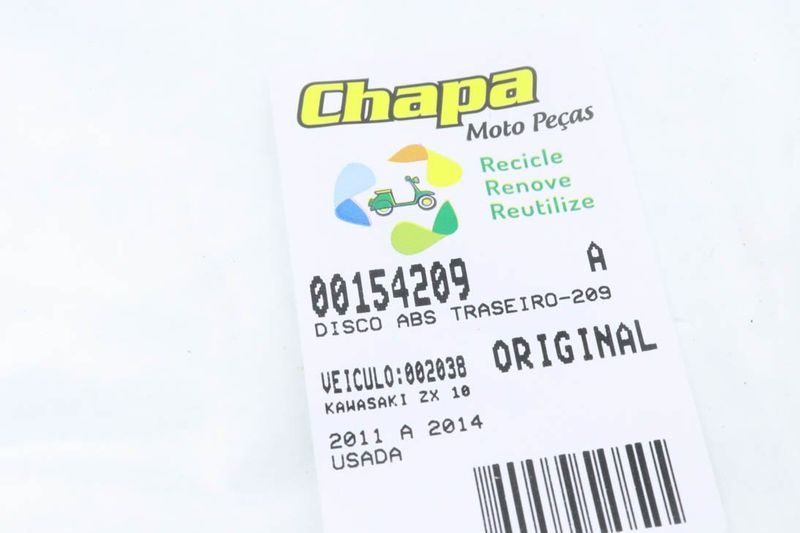 Chapa
Moto Peças
Recicle
Renove
Reutilize
00154209 A
DISCO ABS TRASEIRO-209
ORIGINAL
VEICULO:002038
KAWASAKI ZX 10
2011 A 2014
USADA